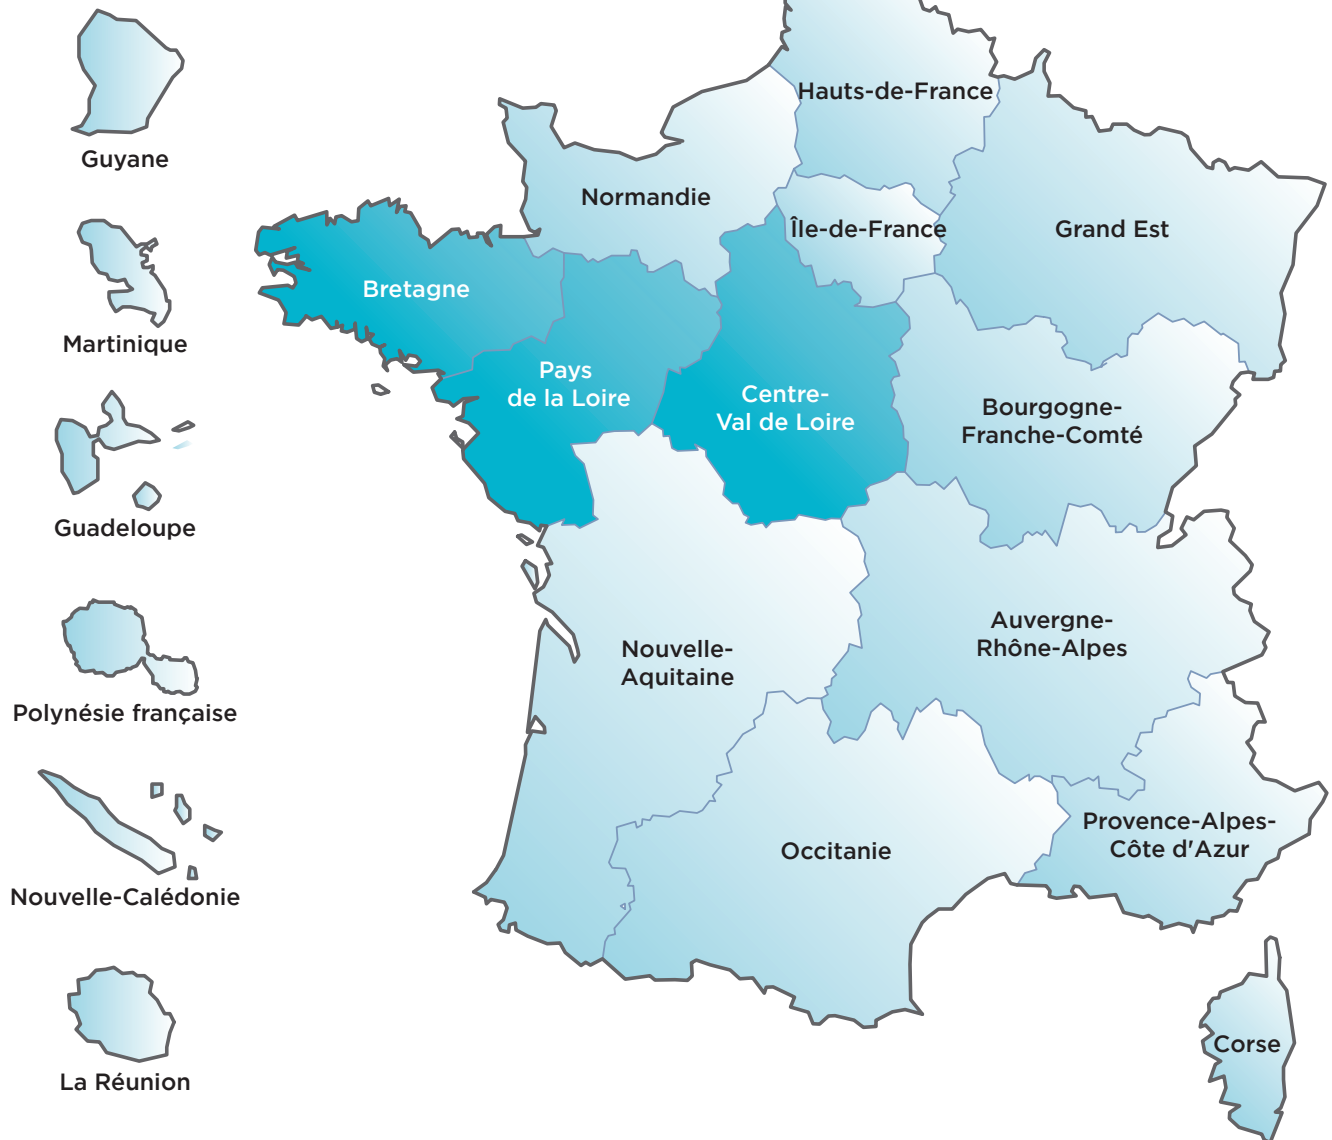 Guyane
Martinique
Guadeloupe
Polynésie française
Nouvelle-Calédonie
La Réunion
Hauts-de-France
Normandie
Île-de-France
Grand Est
Bretagne
Pays
de la Loire
Centre-
Val de Loire
Bourgogne-
Franche-Comté
Nouvelle-
Aquitaine
Auvergne-
Rhône-Alpes
Occitanie
Provence-Alpes-
Côte d'Azur
Corse